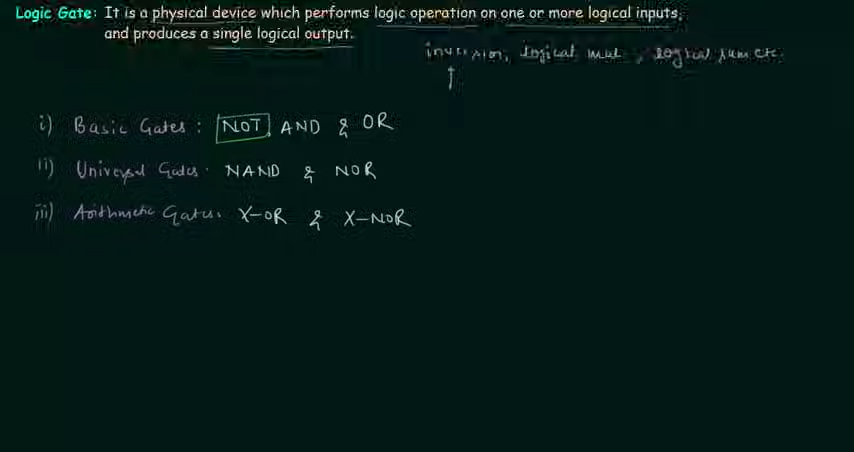 Logic Gate: It is a physical device which performs logic operation on one or more logical inputs,
and produces a single logical output.
inversion, logical mul, logical sum etc.
i) Basic Gates: NOT, AND & OR
ii) Universal Gates. NAND & NOR
iii) Arithmetic Gates. X-OR & X-NOR